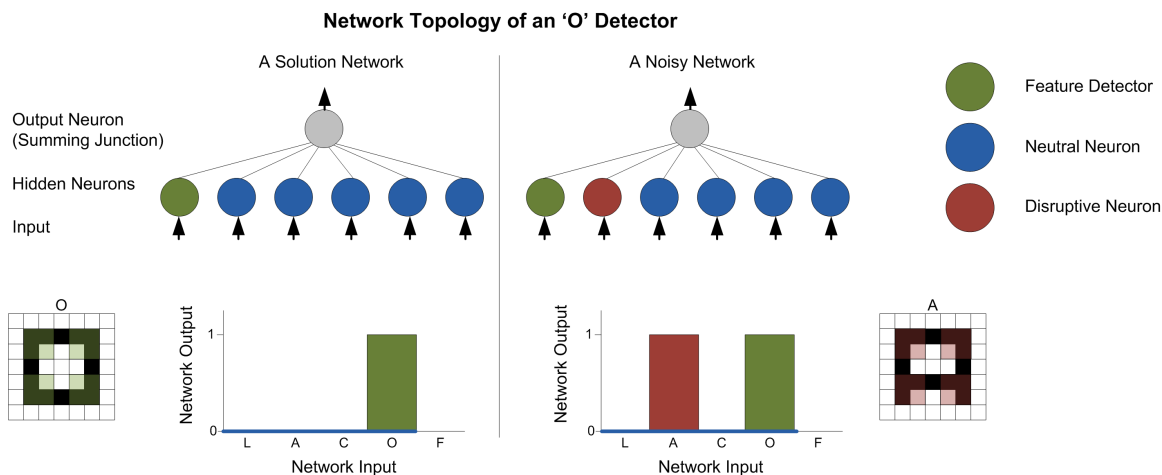 Network Topology of an ‘O’ Detector
A Solution Network
A Noisy Network
Output Neuron
(Summing Junction)
Hidden Neurons
Input
Feature Detector
Neutral Neuron
Disruptive Neuron
O
Network Output
1
0
L A C O F
Network Input
Network Output
1
0
L A C O F
Network Input
A